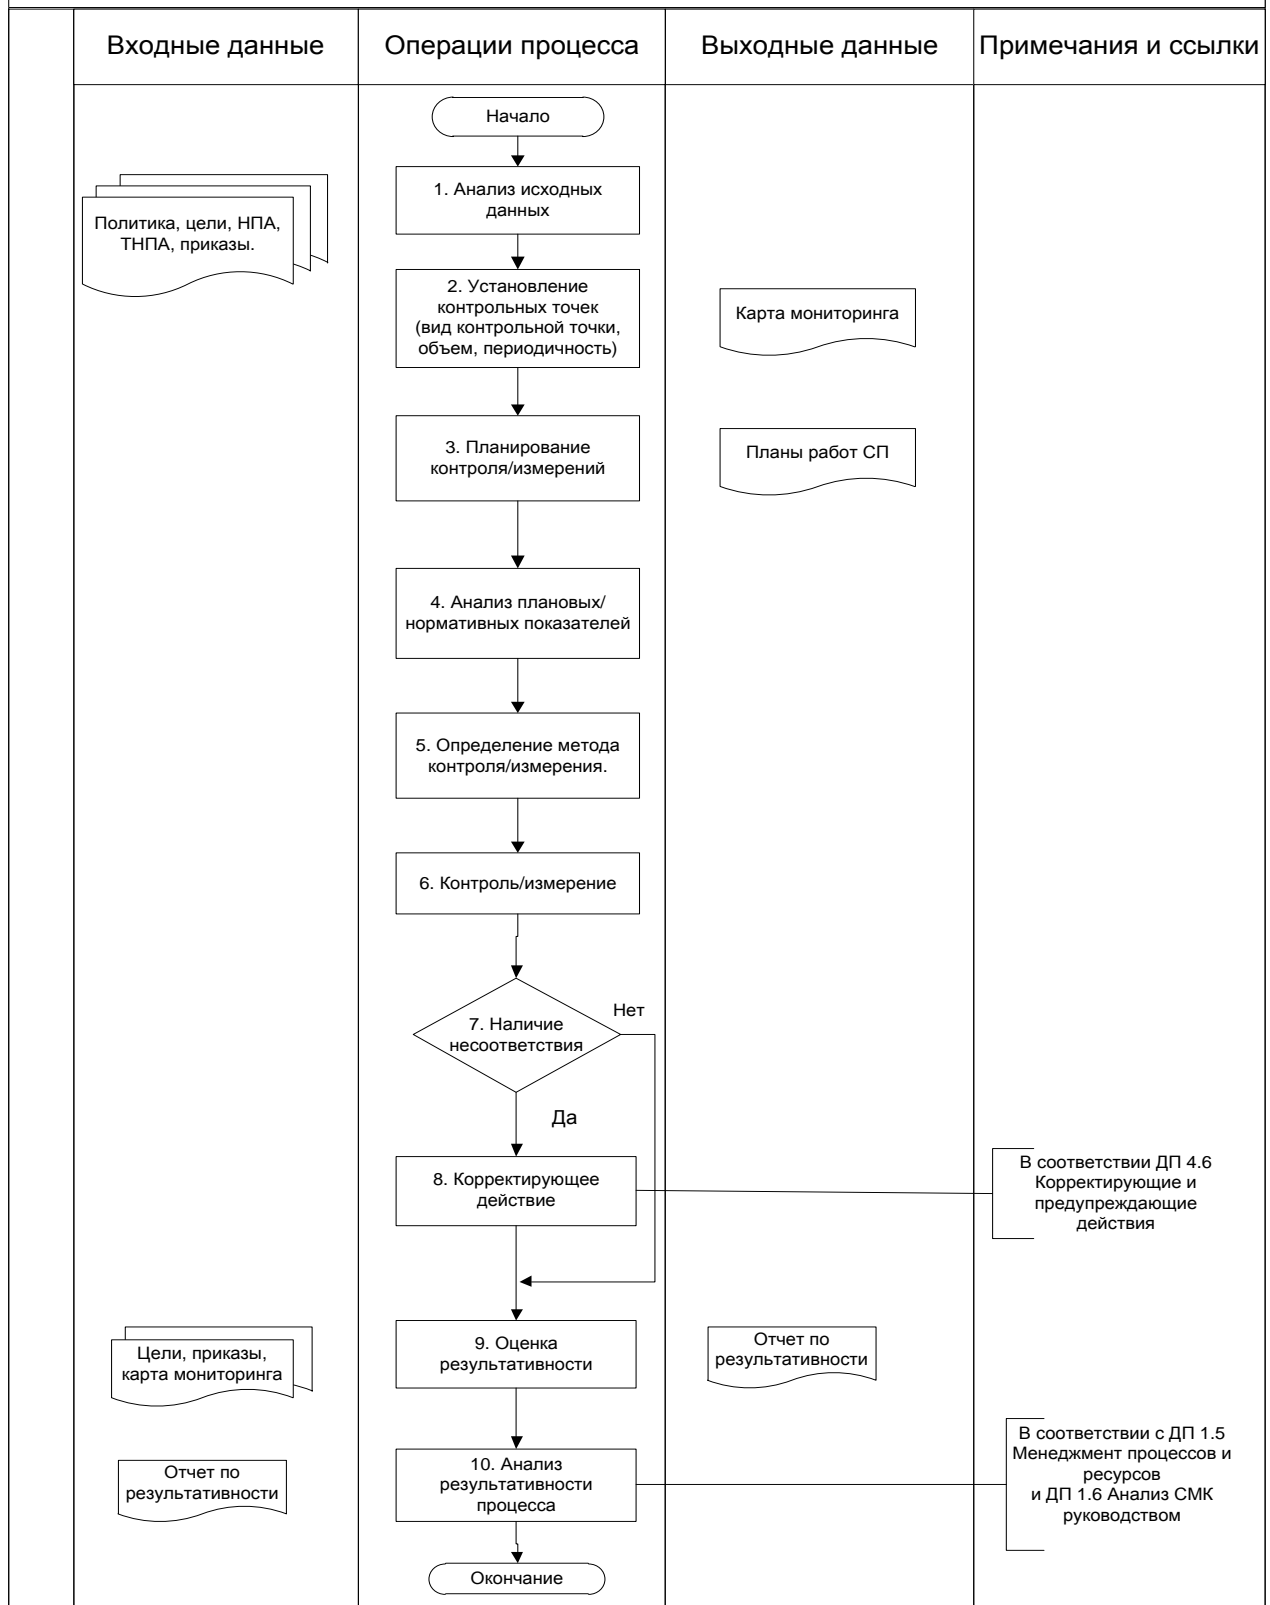 Входные данные
Операции процесса
Выходные данные
Примечания и ссылки
Начало
1. Анализ исходных
данных
Политика, цели, НПА,
ТНПА, приказы.
2. Установление
контрольных точек
(вид контрольной точки,
объем, периодичность)
Карта мониторинга
3. Планирование
контроля/измерений
Планы работ СП
4. Анализ плановых/
нормативных показателей
5. Определение метода
контроля/измерения.
6. Контроль/измерение
7. Наличие
несоответствия
Нет
Да
8. Корректирующее
действие
В соответствии ДП 4.6
Корректирующие и
предупреждающие
действия
Цели, приказы,
карта мониторинга
9. Оценка
результативности
Отчет по
результативности
Отчет по
результативности
10. Анализ
результативности
процесса
В соответствии с ДП 1.5
Менеджмент процессов и
ресурсов
и ДП 1.6 Анализ СМК
руководством
Окончание